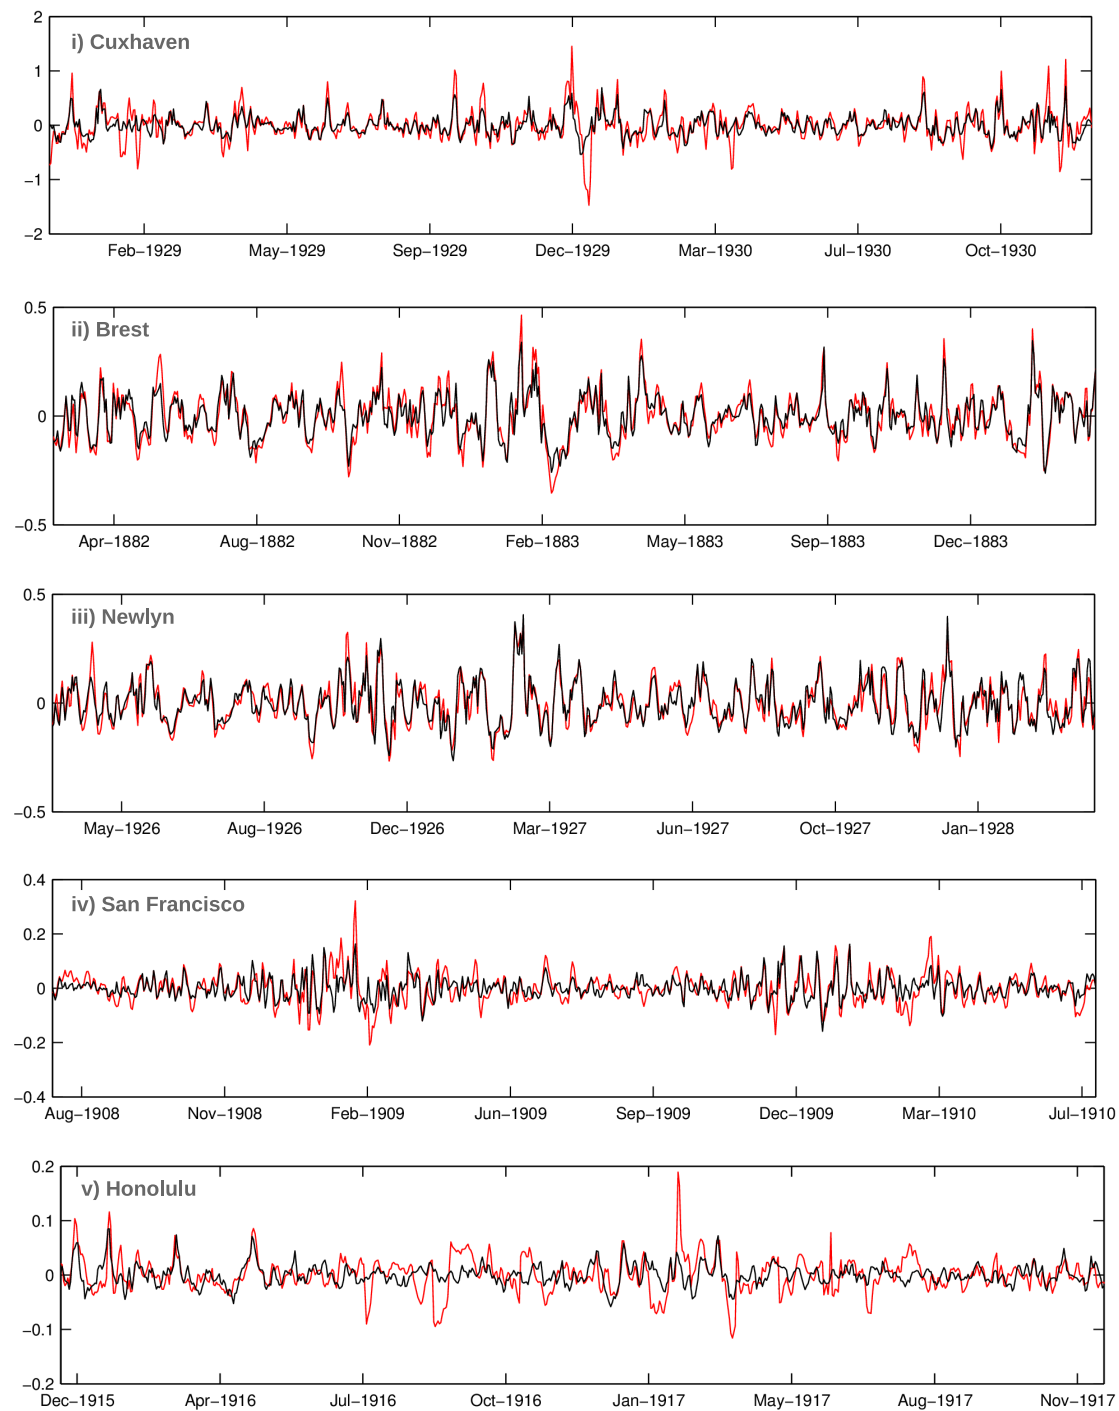 2
i) Cuxhaven
1
0
−1
−2
Feb−1929 May−1929 Sep−1929 Dec−1929 Mar−1930 Jul−1930 Oct−1930
0.5
ii) Brest
0
−0.5
Apr−1882 Aug−1882 Nov−1882 Feb−1883 May−1883 Sep−1883 Dec−1883
0.5
iii) Newlyn
0
−0.5
May−1926 Aug−1926 Dec−1926 Mar−1927 Jun−1927 Oct−1927 Jan−1928
0.4
iv) San Francisco
0.2
0
−0.2
−0.4
Aug−1908 Nov−1908 Feb−1909 Jun−1909 Sep−1909 Dec−1909 Mar−1910 Jul−1910
0.2
v) Honolulu
0.1
0
−0.1
−0.2
Dec−1915 Apr−1916 Jul−1916 Oct−1916 Jan−1917 May−1917 Aug−1917 Nov−1917